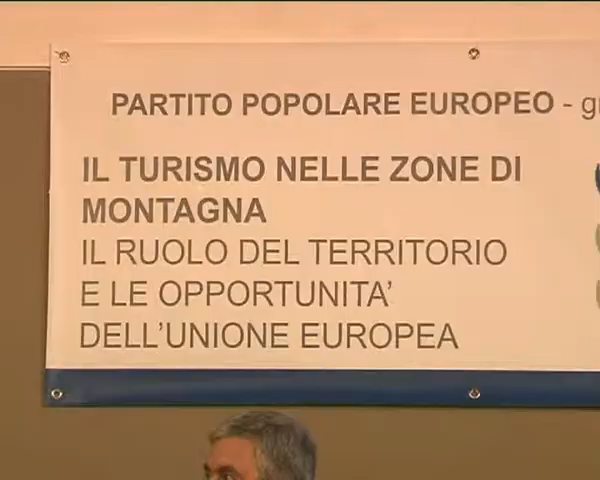 PARTITO POPOLARE EUROPEO -
IL TURISMO NELLE ZONE DI
MONTAGNA
IL RUOLO DEL TERRITORIO
E LE OPPORTUNITA'
DELL'UNIONE EUROPEA